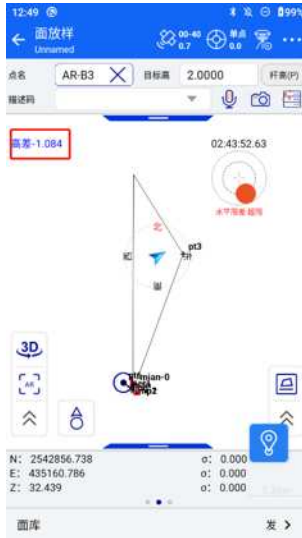 12:49
99%
面放样
Unnamed
00-40
0.7
单点
0.0
点名
AR-B3
目标高
2.0000
杆高(P)
描述码
高差-1.084
02:43:52.63
水平居差 超限
北
西
东
南
pt3
mian-0
3D
AR
N: 2542856.738
σ: 0.000
E: 435160.786
σ: 0.000
Z: 32.439
σ: 0.000
面库
发